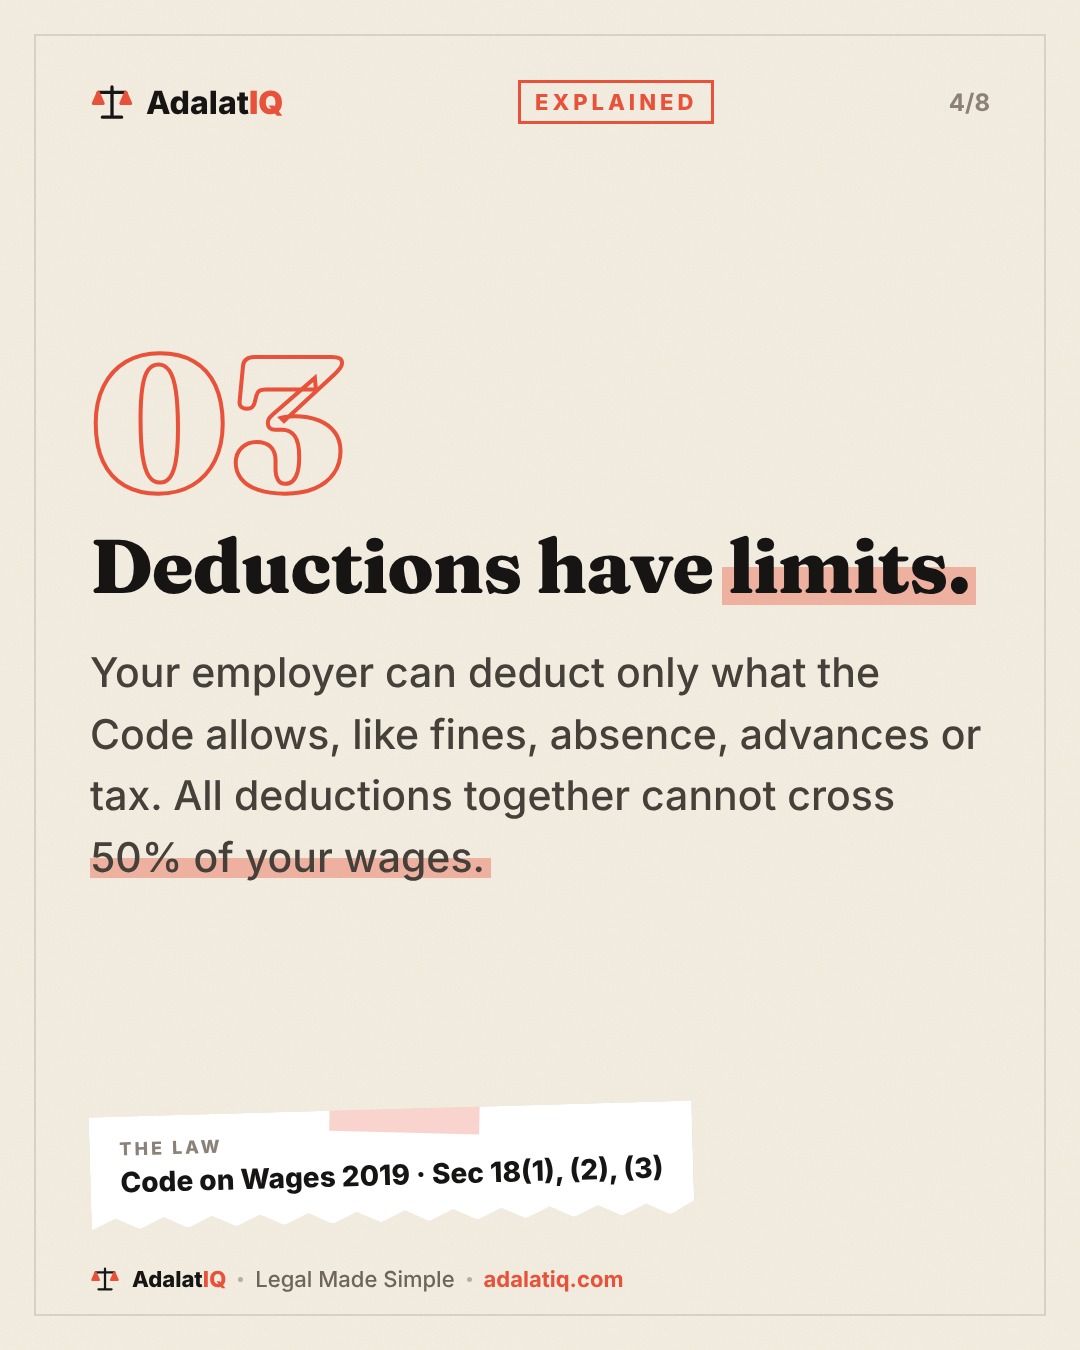 AdalatIQ
EXPLAINED
4/8
03
Deductions have limits.
Your employer can deduct only what the
Code allows, like fines, absence, advances or
tax. All deductions together cannot cross
50% of your wages.
THE LAW
Code on Wages 2019 · Sec 18(1), (2), (3)
AdalatIQ • Legal Made Simple • adalatiq.com